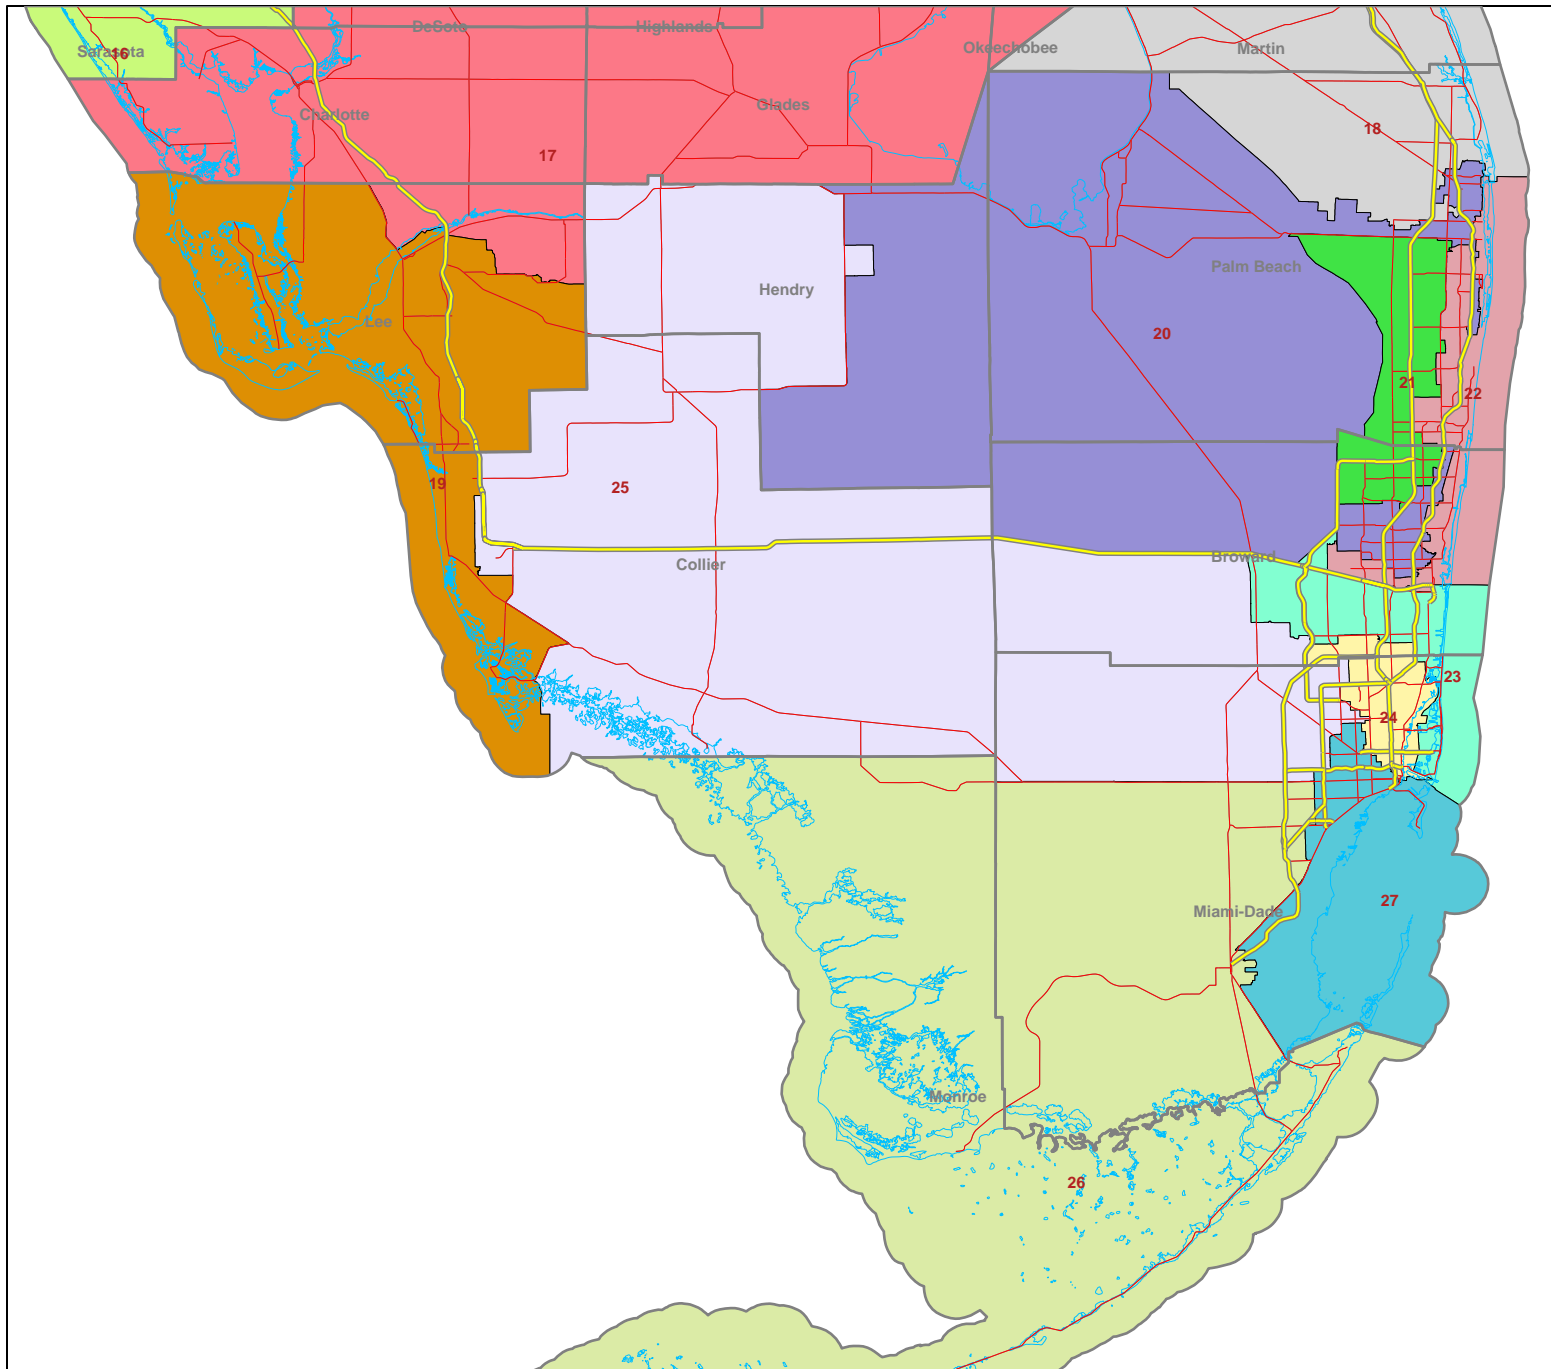 DeSoto
Highlands
Sarasota
16
Okeechobee
Martin
Glades
Charlotte
18
17
Palm Beach
Hendry
Lee
20
21
22
19
25
Broward
Collier
23
24
27
Miami-Dade
Monroe
26